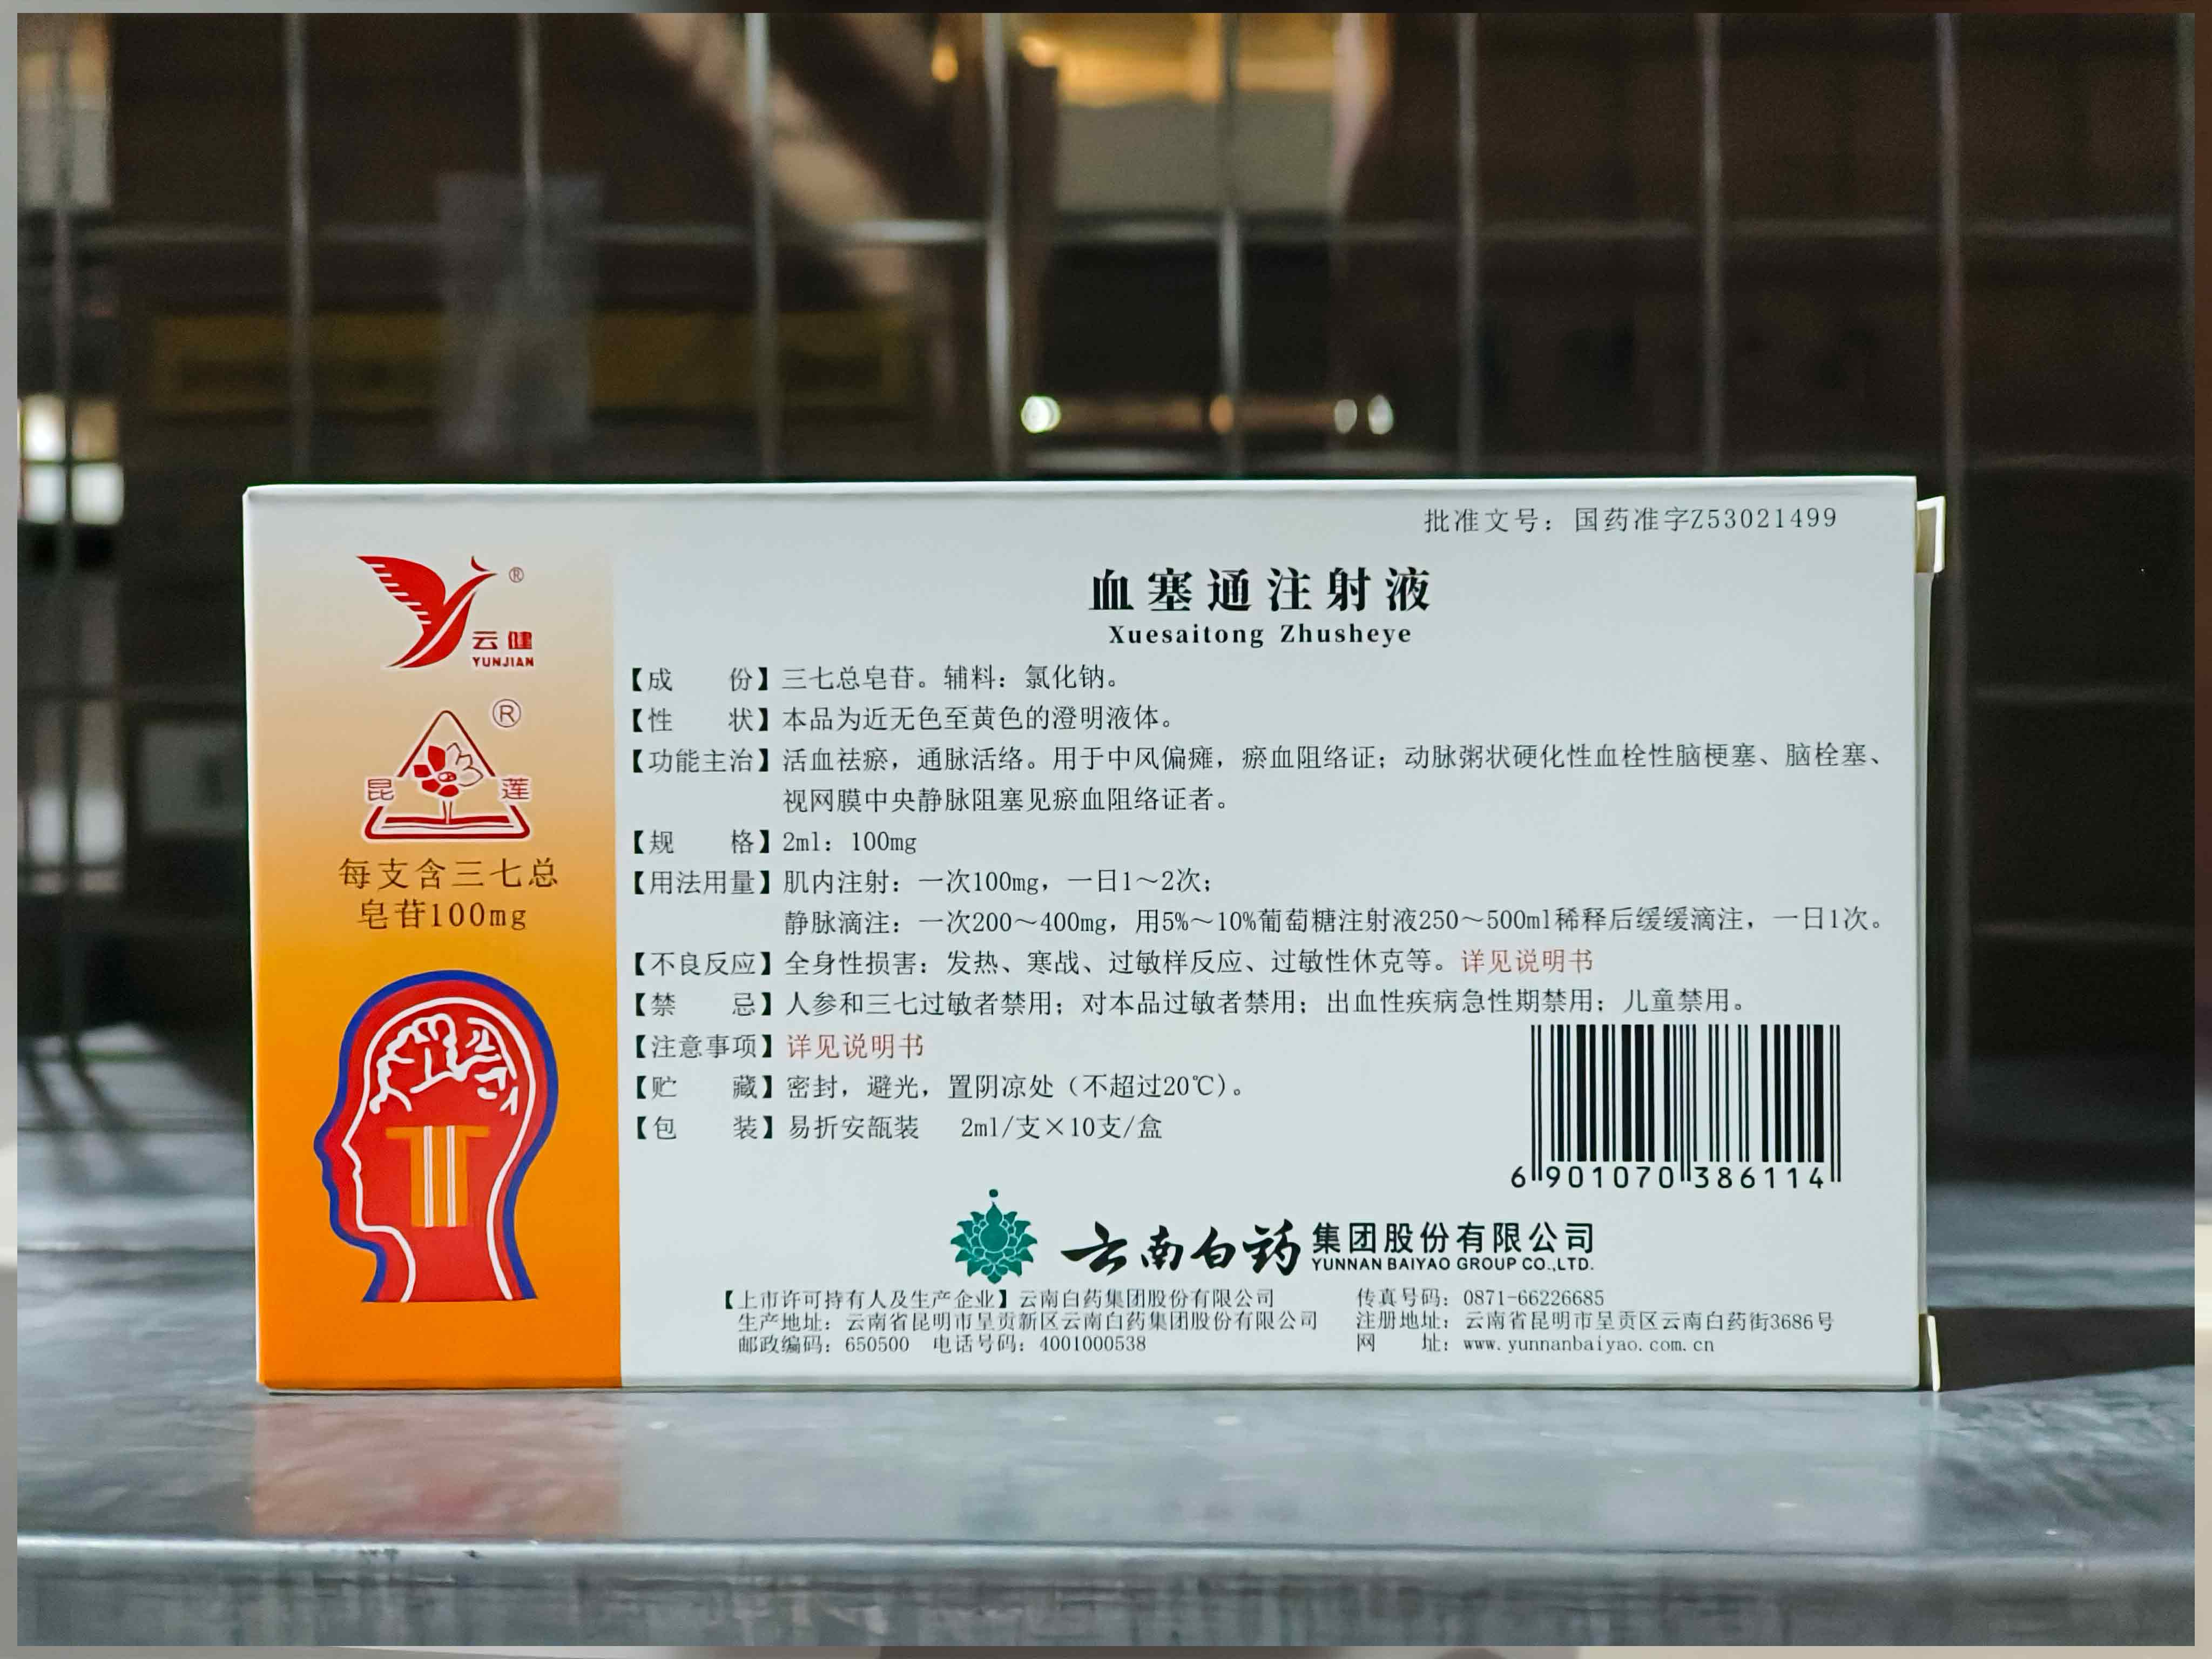 批准文号：国药准字Z53021499
云健
YUNJIAN
昆 莲
每支含三七总
皂苷100mg
血塞通注射液
Xuesaitong Zhusheye
【成 份】三七总皂苷。辅料：氯化钠。
【性 状】本品为近无色至黄色的澄明液体。
【功能主治】活血祛瘀，通脉活络。用于中风偏瘫，瘀血阻络证；动脉粥状硬化性血栓性脑梗塞、脑栓塞、
视网膜中央静脉阻塞见瘀血阻络证者。
【规 格】2ml：100mg
【用法用量】肌内注射：一次100mg，一日1～2次；
静脉滴注：一次200～400mg，用5%～10%葡萄糖注射液250～500ml稀释后缓缓滴注，一日1次。
【不良反应】全身性损害：发热、寒战、过敏样反应、过敏性休克等。详见说明书
【禁 忌】人参和三七过敏者禁用；对本品过敏者禁用；出血性疾病急性期禁用；儿童禁用。
【注意事项】详见说明书
【贮 藏】密封，避光，置阴凉处（不超过20℃）。
【包 装】易折安瓿装 2ml/支×10支/盒
6 901070 386114
云南白药 集团股份有限公司
YUNNAN BAIYAO GROUP CO.,LTD.
【上市许可持有人及生产企业】云南白药集团股份有限公司 传真号码：0871-66226685
生产地址：云南省昆明市呈贡新区云南白药集团股份有限公司 注册地址：云南省昆明市呈贡区云南白药街3686号
邮政编码：650500 电话号码：4001000538 网 址：www.yunnanbaiyao.com.cn